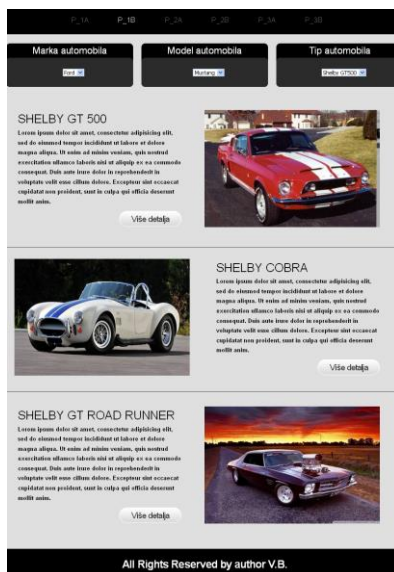 P_1A P_1B P_2A P_2B P_3A P_3B
Marka automobila Model automobila Tip automobila
Ford Mustang Shelby GT500
SHELBY GT 500
Lorem ipsum dolor sit amet, consectetur adipisicing elit,
sed do eiusmod tempor incididunt ut labore et dolore
magna aliqua. Ut enim ad minim veniam, quis nostrud
exercitation ullamco laboris nisi ut aliquip ex ea commodo
consequat. Duis aute irure dolor in reprehenderit in
voluptate velit esse cillum dolore. Excepteur sint occaecat
cupidatat non proident, sunt in culpa qui officia deserunt
mollit anim.
Više detalja
SHELBY COBRA
Lorem ipsum dolor sit amet, consectetur adipisicing elit,
sed do eiusmod tempor incididunt ut labore et dolore
magna aliqua. Ut enim ad minim veniam, quis nostrud
exercitation ullamco laboris nisi ut aliquip ex ea commodo
consequat. Duis aute irure dolor in reprehenderit in
voluptate velit esse cillum dolore. Excepteur sint occaecat
cupidatat non proident, sunt in culpa qui officia deserunt
mollit anim.
Više detalja
SHELBY GT ROAD RUNNER
Lorem ipsum dolor sit amet, consectetur adipisicing elit,
sed do eiusmod tempor incididunt ut labore et dolore
magna aliqua. Ut enim ad minim veniam, quis nostrud
exercitation ullamco laboris nisi ut aliquip ex ea commodo
consequat. Duis aute irure dolor in reprehenderit in
voluptate velit esse cillum dolore. Excepteur sint occaecat
cupidatat non proident, sunt in culpa qui officia deserunt
mollit anim.
Više detalja
All Rights Reserved by author V.B.